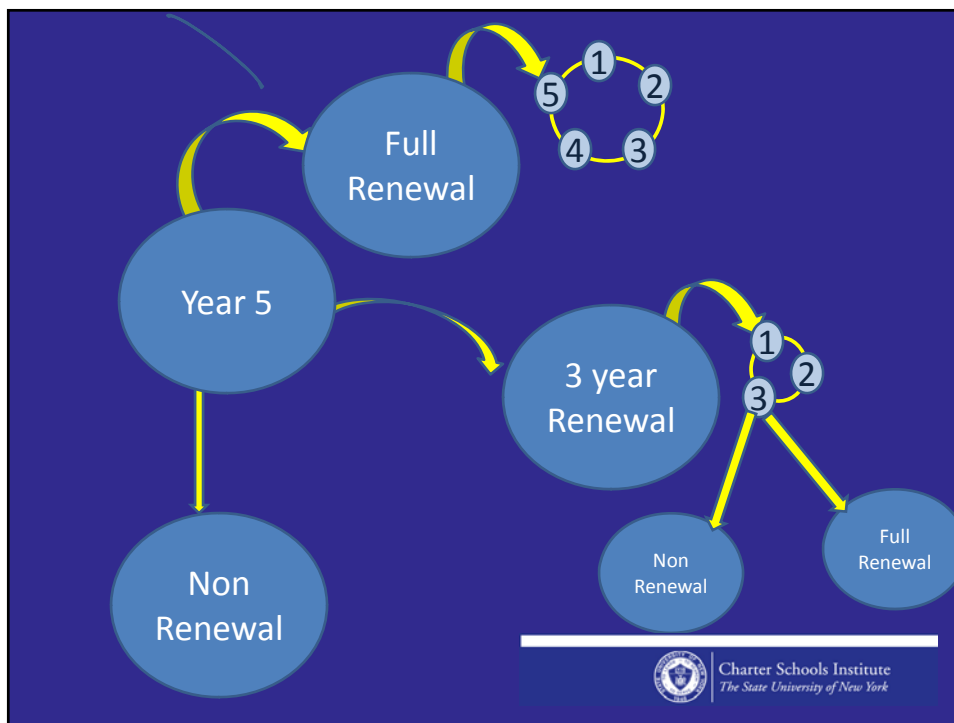 1
5
2
Full
Renewal
4
3
Year 5
1
3 year
Renewal
2
3
Full
Renewal
Non
Renewal
Non
Renewal
Charter Schools Institute
The State University of New York